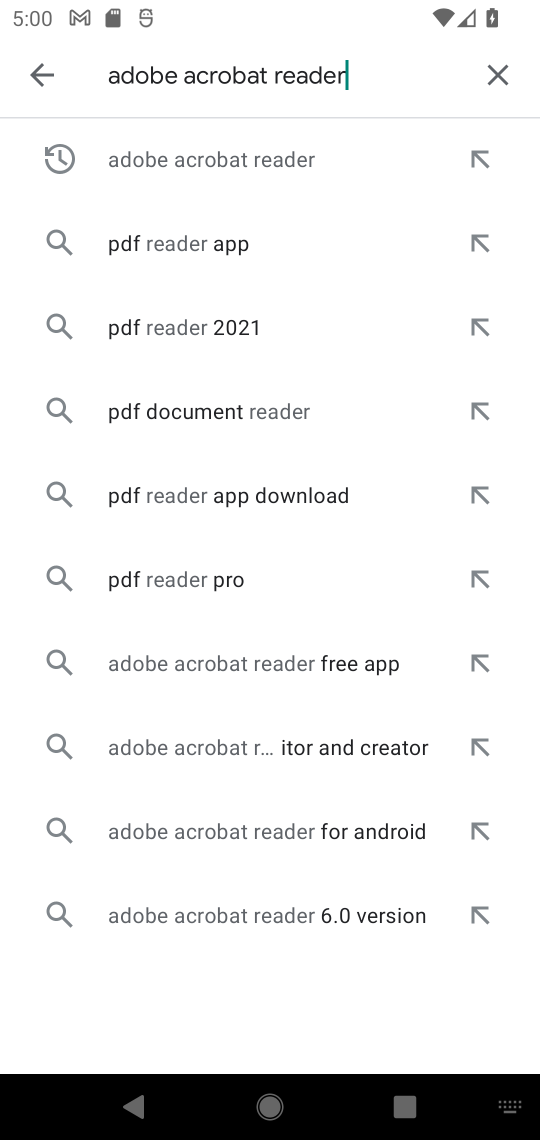 5:00
adobe acrobat reader
adobe acrobat reader
pdf reader app
pdf reader 2021
pdf document reader
pdf reader app download
pdf reader pro
adobe acrobat reader free app
adobe acrobat r... itor and creator
adobe acrobat reader for android
adobe acrobat reader 6.0 version